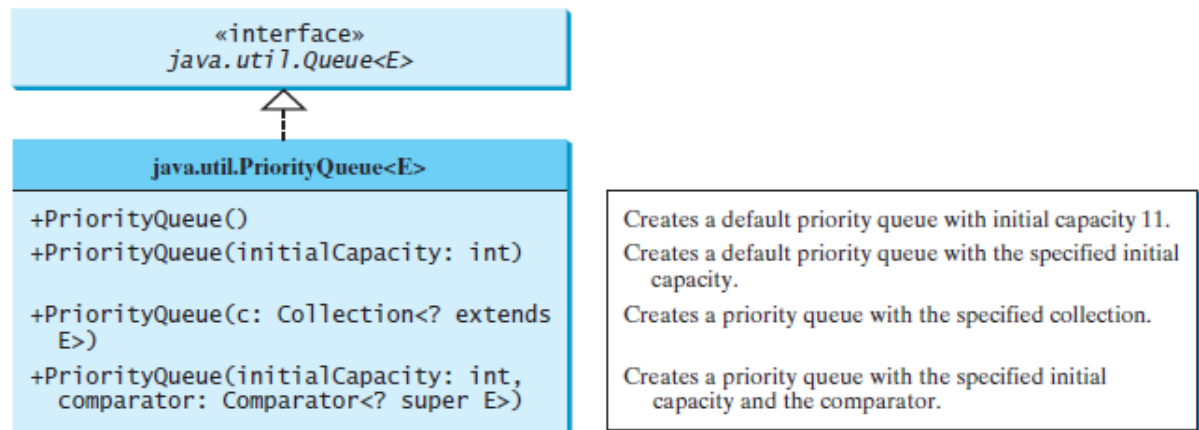 «interface»
java.util.Queue<E>
java.util.PriorityQueue<E>
+PriorityQueue()
+PriorityQueue(initialCapacity: int)
+PriorityQueue(c: Collection<? extends
E>)
+PriorityQueue(initialCapacity: int,
comparator: Comparator<? super E>)
Creates a default priority queue with initial capacity 11.
Creates a default priority queue with the specified initial
capacity.
Creates a priority queue with the specified collection.
Creates a priority queue with the specified initial
capacity and the comparator.